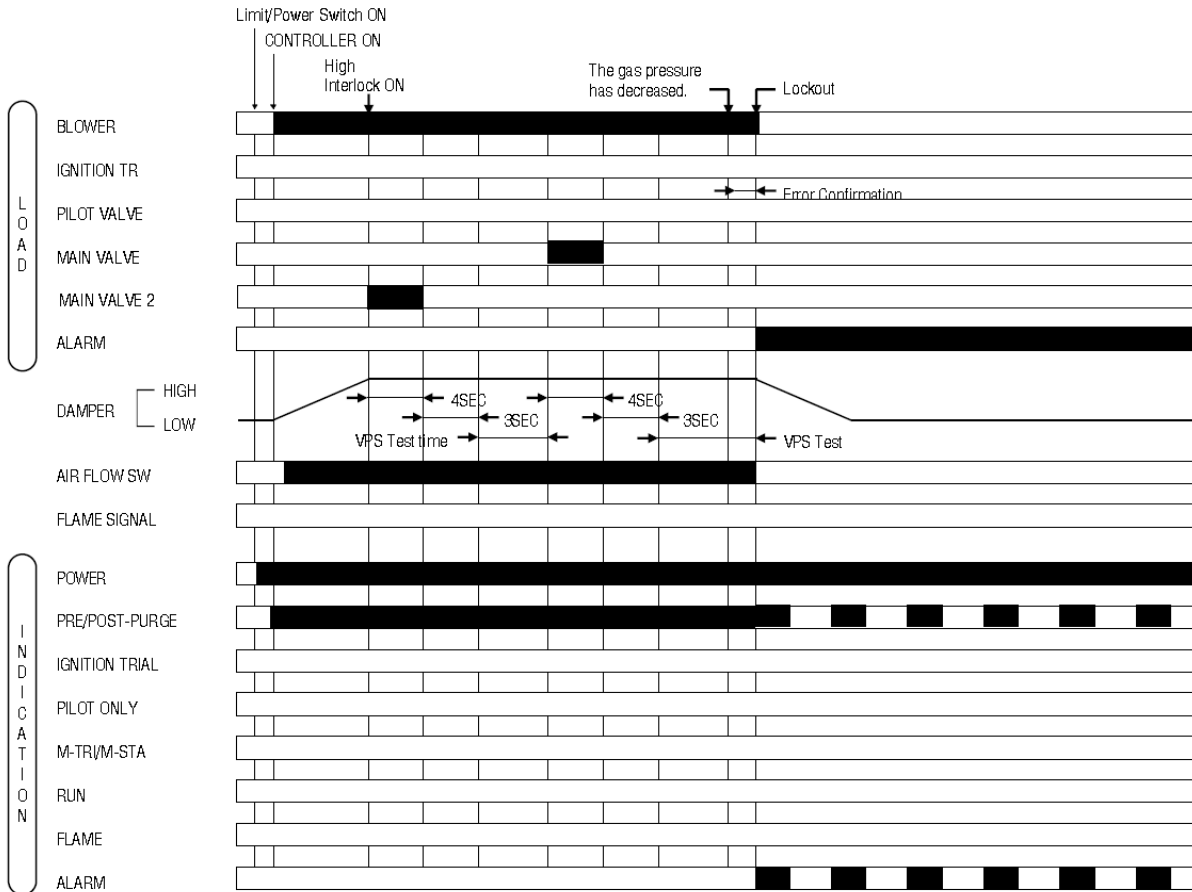 Limit/Power Switch ON
CONTROLLER ON
High
Interlock ON
The gas pressure
has decreased.
Lockout
LOAD
BLOWER
IGNITION TR
Error Confirmation
PILOT VALVE
MAIN VALVE
MAIN VALVE 2
ALARM
DAMPER
HIGH
LOW
4SEC
4SEC
3SEC
3SEC
VPS Test time
VPS Test
AIR FLOW SW
FLAME SIGNAL
INDICATION
POWER
PRE/POST-PURGE
IGNITION TRIAL
PILOT ONLY
M-TRI/M-STA
RUN
FLAME
ALARM